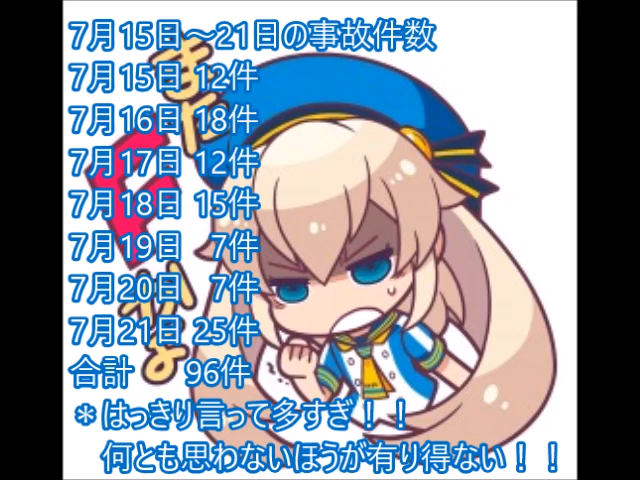 7月15日～21日の事故件数
7月15日 12件
7月16日 18件
7月17日 12件
7月18日 15件
7月19日　7件
7月20日　7件
7月21日 25件
合計　　96件
＊はっきり言って多すぎ！！
何とも思わないほうが有り得ない！！
また